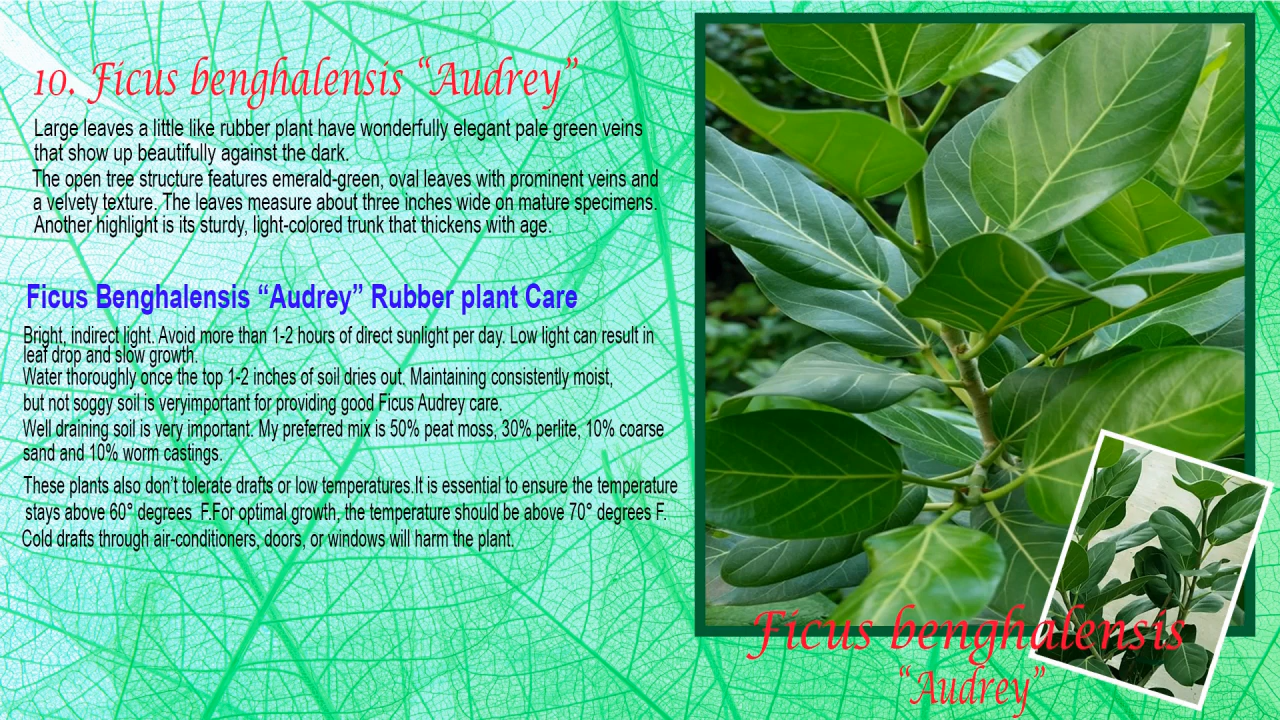 10. Ficus benghalensis “Audrey”
Large leaves a little like rubber plant have wonderfully elegant pale green veins
that show up beautifully against the dark.
The open tree structure features emerald-green, oval leaves with prominent veins and
a velvety texture. The leaves measure about three inches wide on mature specimens.
Another highlight is its sturdy, light-colored trunk that thickens with age.
Ficus Benghalensis “Audrey” Rubber plant Care
Bright, indirect light. Avoid more than 1-2 hours of direct sunlight per day. Low light can result in
leaf drop and slow growth.
Water thoroughly once the top 1-2 inches of soil dries out. Maintaining consistently moist,
but not soggy soil is veryimportant for providing good Ficus Audrey care.
Well draining soil is very important. My preferred mix is 50% peat moss, 30% perlite, 10% coarse
sand and 10% worm castings.
These plants also don’t tolerate drafts or low temperatures.It is essential to ensure the temperature
stays above 60° degrees F.For optimal growth, the temperature should be above 70° degrees F.
Cold drafts through air-conditioners, doors, or windows will harm the plant.
Ficus benghalensis
“Audrey”